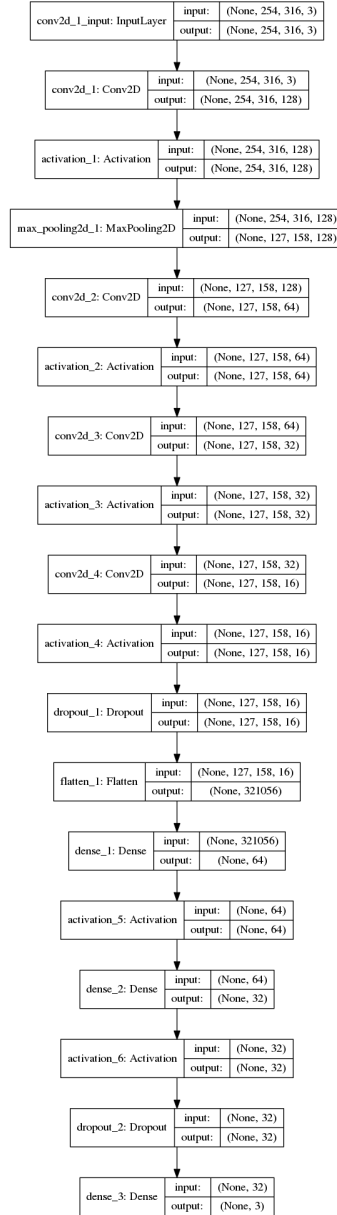 conv2d_1_input: InputLayer
input: (None, 254, 316, 3)
output: (None, 254, 316, 3)
conv2d_1: Conv2D
input: (None, 254, 316, 3)
output: (None, 254, 316, 128)
activation_1: Activation
input: (None, 254, 316, 128)
output: (None, 254, 316, 128)
max_pooling2d_1: MaxPooling2D
input: (None, 254, 316, 128)
output: (None, 127, 158, 128)
conv2d_2: Conv2D
input: (None, 127, 158, 128)
output: (None, 127, 158, 64)
activation_2: Activation
input: (None, 127, 158, 64)
output: (None, 127, 158, 64)
conv2d_3: Conv2D
input: (None, 127, 158, 64)
output: (None, 127, 158, 32)
activation_3: Activation
input: (None, 127, 158, 32)
output: (None, 127, 158, 32)
conv2d_4: Conv2D
input: (None, 127, 158, 32)
output: (None, 127, 158, 16)
activation_4: Activation
input: (None, 127, 158, 16)
output: (None, 127, 158, 16)
dropout_1: Dropout
input: (None, 127, 158, 16)
output: (None, 127, 158, 16)
flatten_1: Flatten
input: (None, 127, 158, 16)
output: (None, 321056)
dense_1: Dense
input: (None, 321056)
output: (None, 64)
activation_5: Activation
input: (None, 64)
output: (None, 64)
dense_2: Dense
input: (None, 64)
output: (None, 32)
activation_6: Activation
input: (None, 32)
output: (None, 32)
dropout_2: Dropout
input: (None, 32)
output: (None, 32)
dense_3: Dense
input: (None, 32)
output: (None, 3)